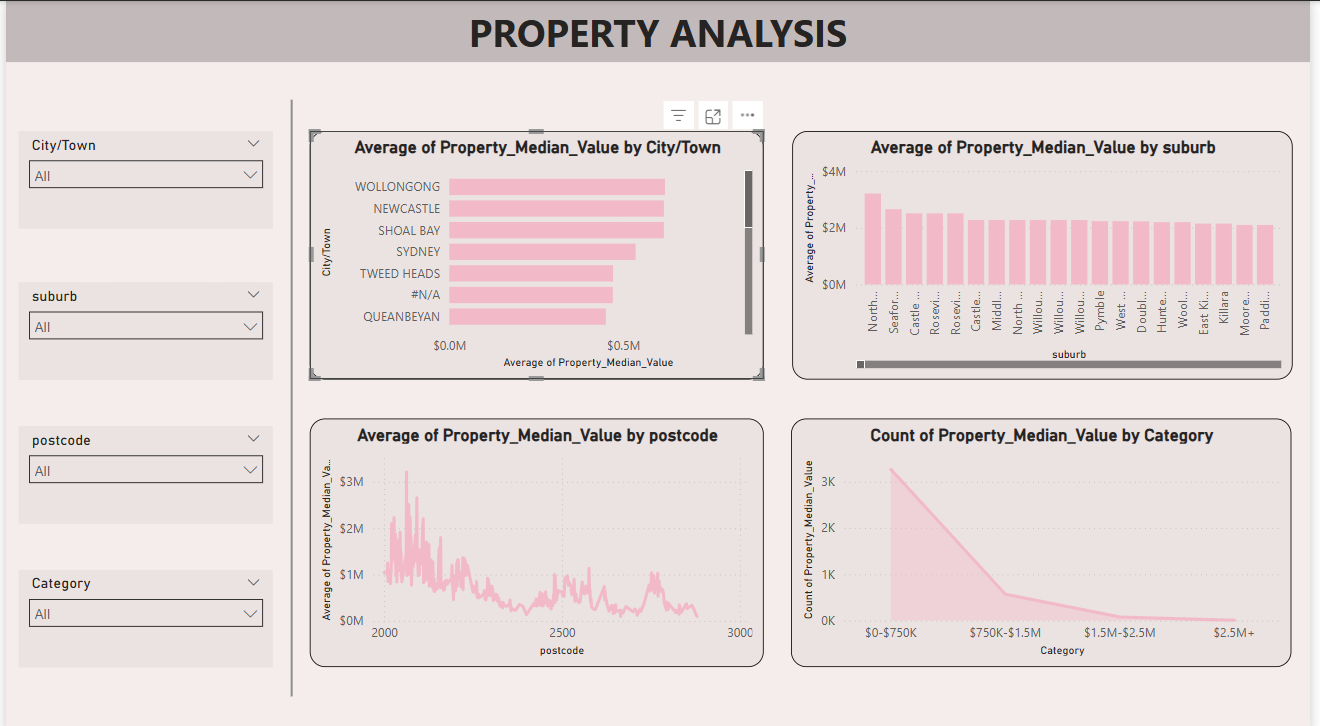 PROPERTY ANALYSIS
City/Town
All
suburb
All
postcode
All
Category
All
Average of Property_Median_Value by City/Town
City/Town
WOLLONGONG
NEWCASTLE
SHOAL BAY
SYDNEY
TWEED HEADS
#N/A
QUEANBEYAN
$0.0M $0.5M
Average of Property_Median_Value
Average of Property_Median_Value by suburb
Average of Property_...
$4M
$2M
$0M
North...
Seafor...
Castle ...
Rosevi...
Rosevi...
Castle...
Middl...
North ...
Willou...
Willou...
Willou...
Pymble
West ...
Doubl...
Hunte...
Wool...
East Ki...
Killara
Moore...
Paddi...
suburb
Average of Property_Median_Value by postcode
Average of Property_Median_Va...
$3M
$2M
$1M
$0M
2000 2500 3000
postcode
Count of Property_Median_Value by Category
Count of Property_Median_Value
3K
2K
1K
0K
$0-$750K $750K-$1.5M $1.5M-$2.5M $2.5M+
Category